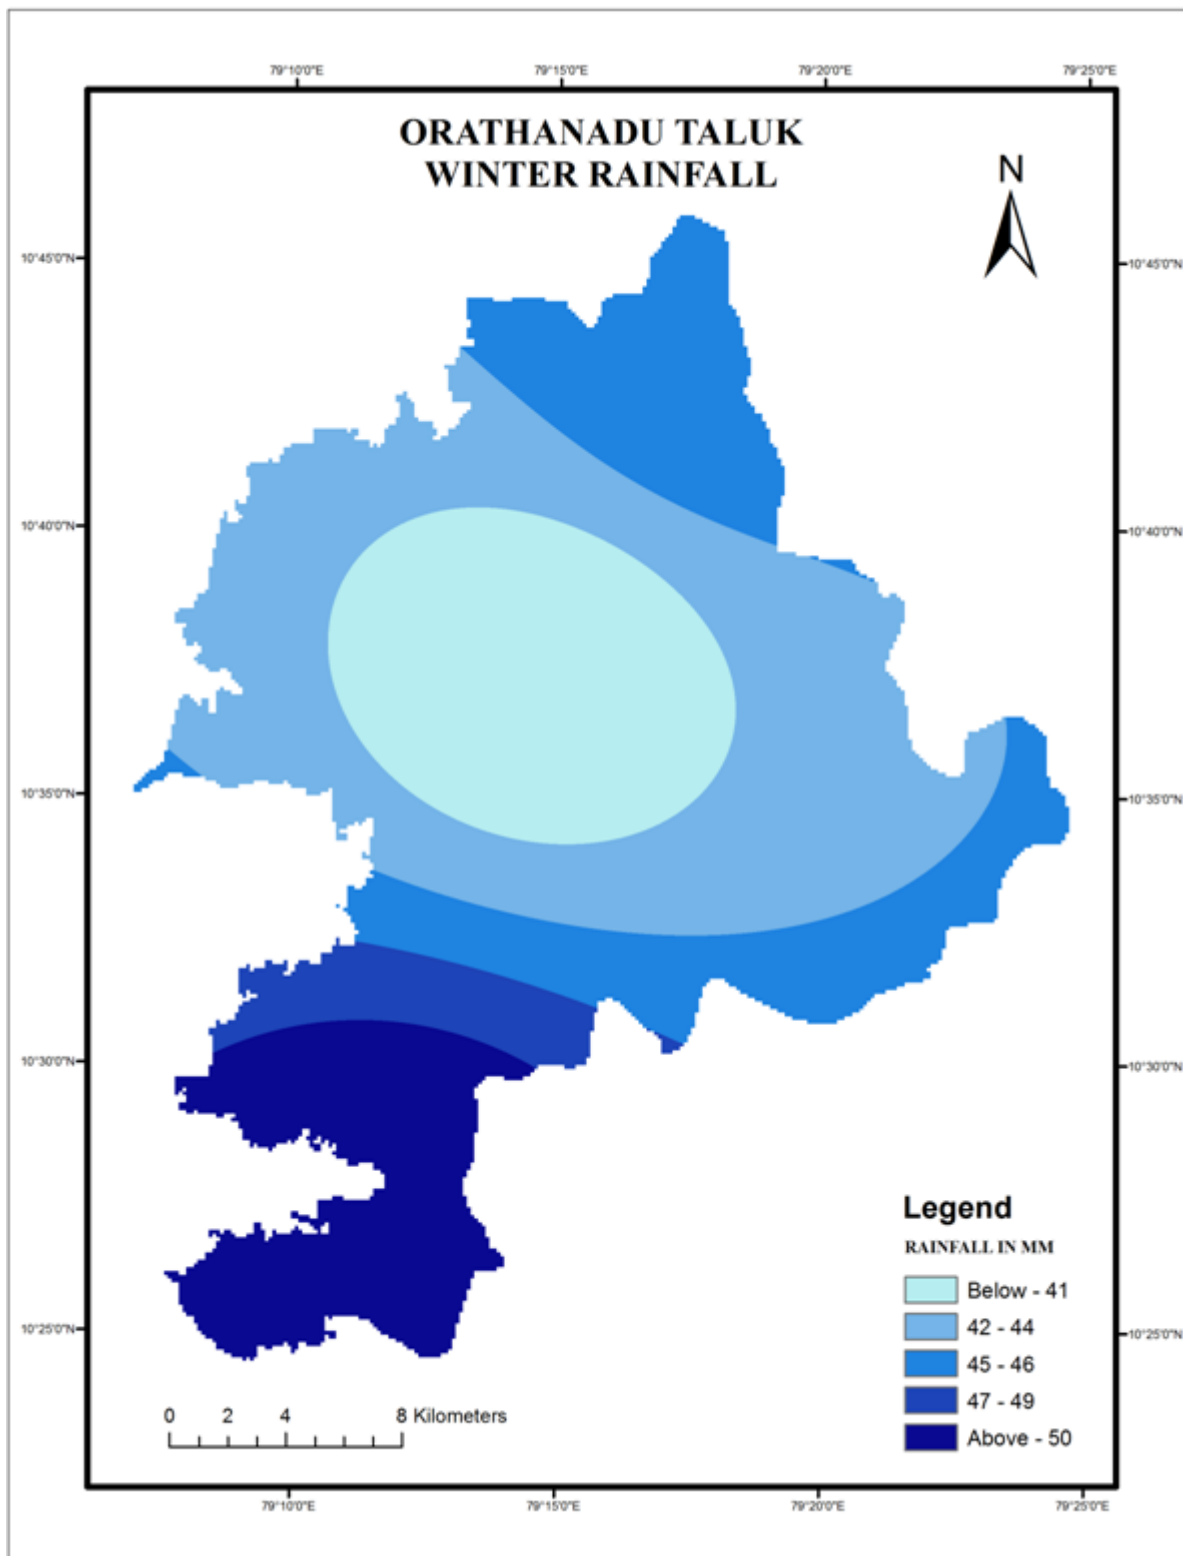 79°10'0"E 79°15'0"E 79°20'0"E 79°25'0"E
ORATHANADU TALUK
WINTER RAINFALL
N
10°45'0"N 10°45'0"N
10°40'0"N 10°40'0"N
10°35'0"N 10°35'0"N
10°30'0"N 10°30'0"N
10°25'0"N 10°25'0"N
Legend
RAINFALL IN MM
Below - 41
42 - 44
45 - 46
47 - 49
Above - 50
0 2 4 8 Kilometers
79°10'0"E 79°15'0"E 79°20'0"E 79°25'0"E